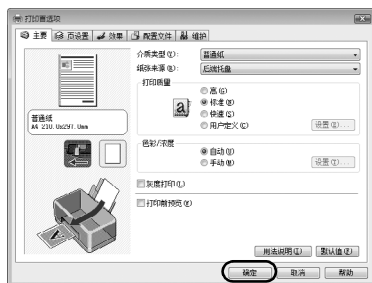 打印首选项
主要 页设置 效果 配置文件 维护
介质类型(Y): 普通纸
纸张来源(R): 后端托盘
打印质量
高(G)
标准(N)
快速(S)
用户定义(C) 设置(E)...
普通纸
A4 210.0x297.0mm
色彩/浓度
自动(U)
手动(M) 设置(T)...
灰度打印(L)
打印前预览(K)
用法说明(I) 默认值(F)
确定 取消 帮助